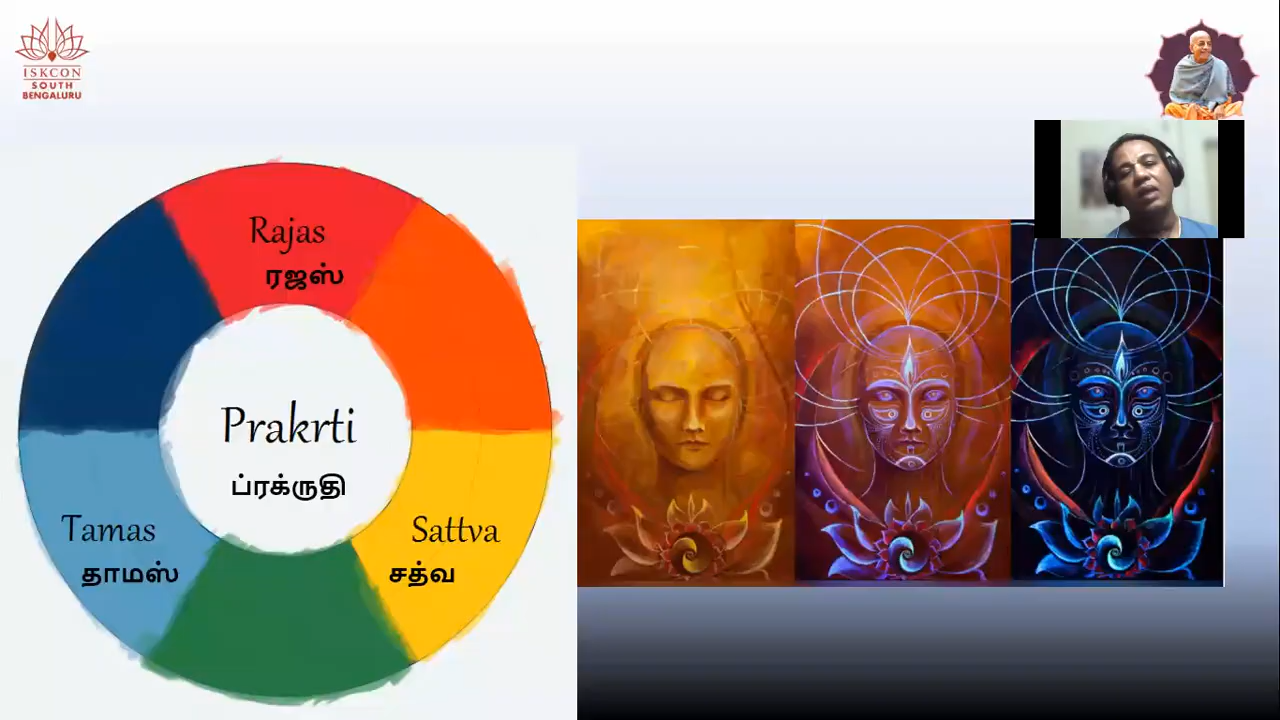 ISKCON
SOUTH
BENGALURU
Rajas
ரஜஸ்
Prakrti
ப்ரக்ருதி
Tamas
தாமஸ்
Sattva
சத்வ